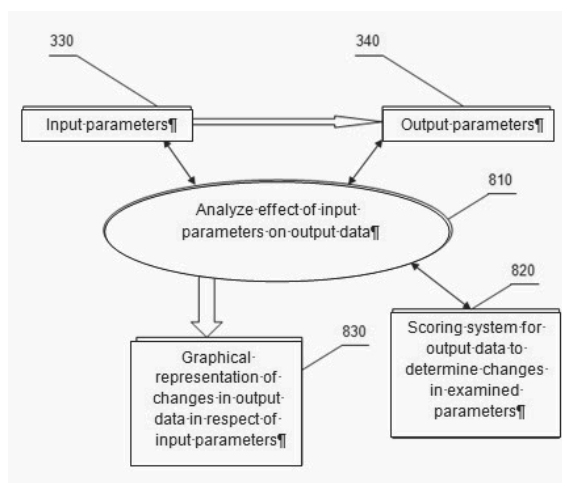 330
340
Input·parameters¶
Output·parameters¶
810
Analyze·effect·of·input·
parameters·on·output·data¶
820
Scoring·system·for·
output·data·to·
determine·changes·
in·examined·
parameters¶
830
Graphical·
representation·of·
changes·in·output·
data·in·respect·of·
input·parameters¶